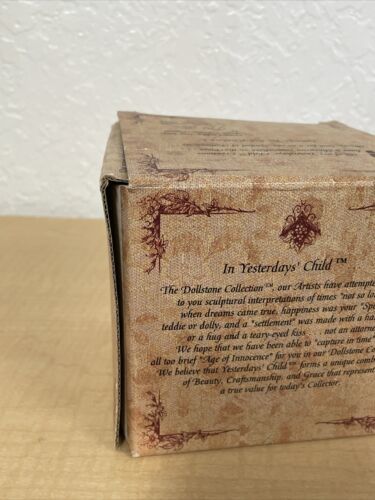 In Yesterdays' Child™
The Dollstone Collection™, our Artists have attempte
to you sculptural interpretations of times "not so la
when dreams came true, happiness was your "Spe
teddie or dolly, and a "settlement" was made with a ha
or a hug and a teary-eyed kiss . . . not an attorne
We hope that we have been able to "capture in time"
all too brief "Age of Innocence" for you in our Dollstone Co
We believe that Yesterdays' Child™ forms a unique comb
of Beauty, Craftsmanship, and Grace that represent
a true value for today's Collector.